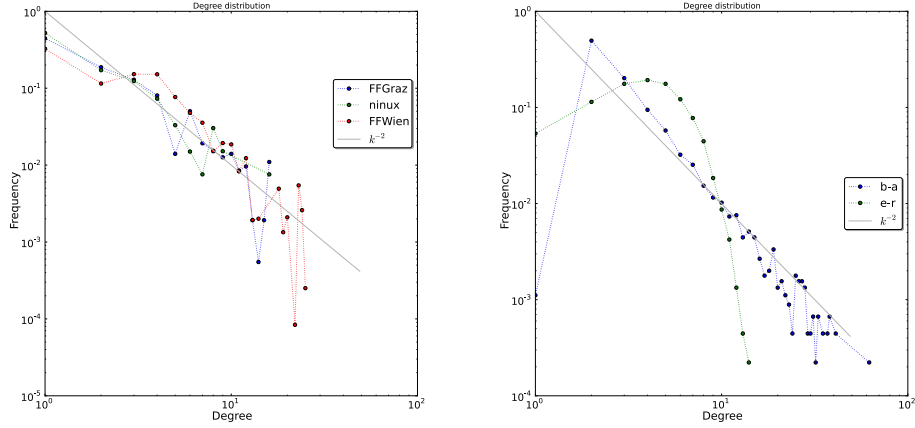 Degree distribution
10^0
10^-1
10^-2
10^-3
10^-4
10^-5
Frequency
FFGraz
ninux
FFWien
k^-2
10^0
10^1
10^2
Degree
Degree distribution
10^0
10^-1
10^-2
10^-3
10^-4
Frequency
b-a
e-r
k^-2
10^0
10^1
10^2
Degree